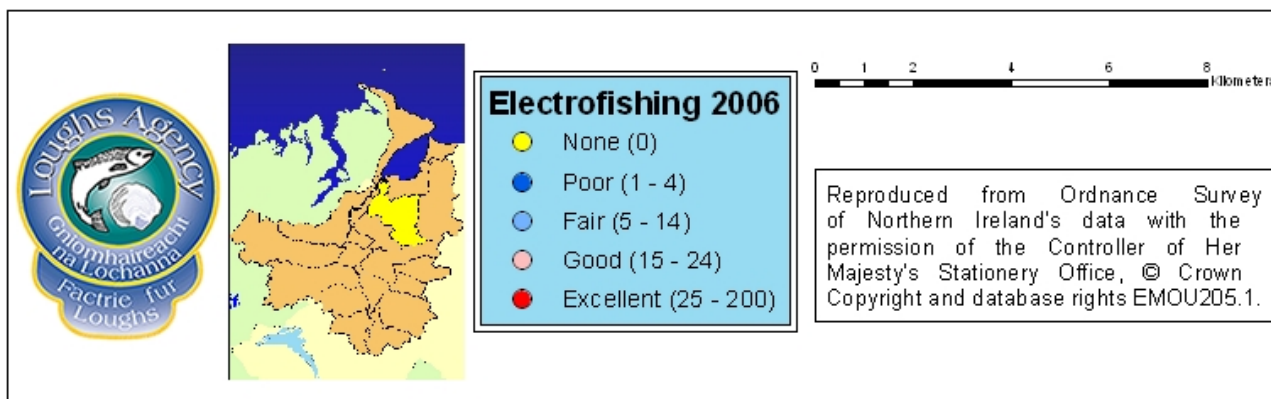 Loughs Agency
Gníomhaireacht
na Lochanna
Factrie fur
Loughs
Electrofishing 2006
None (0)
Poor (1 - 4)
Fair (5 - 14)
Good (15 - 24)
Excellent (25 - 200)
0 1 2 4 6 8
Kilometers
Reproduced from Ordnance Survey
of Northern Ireland's data with the
permission of the Controller of Her
Majesty's Stationery Office, © Crown
Copyright and database rights EMOU205.1.